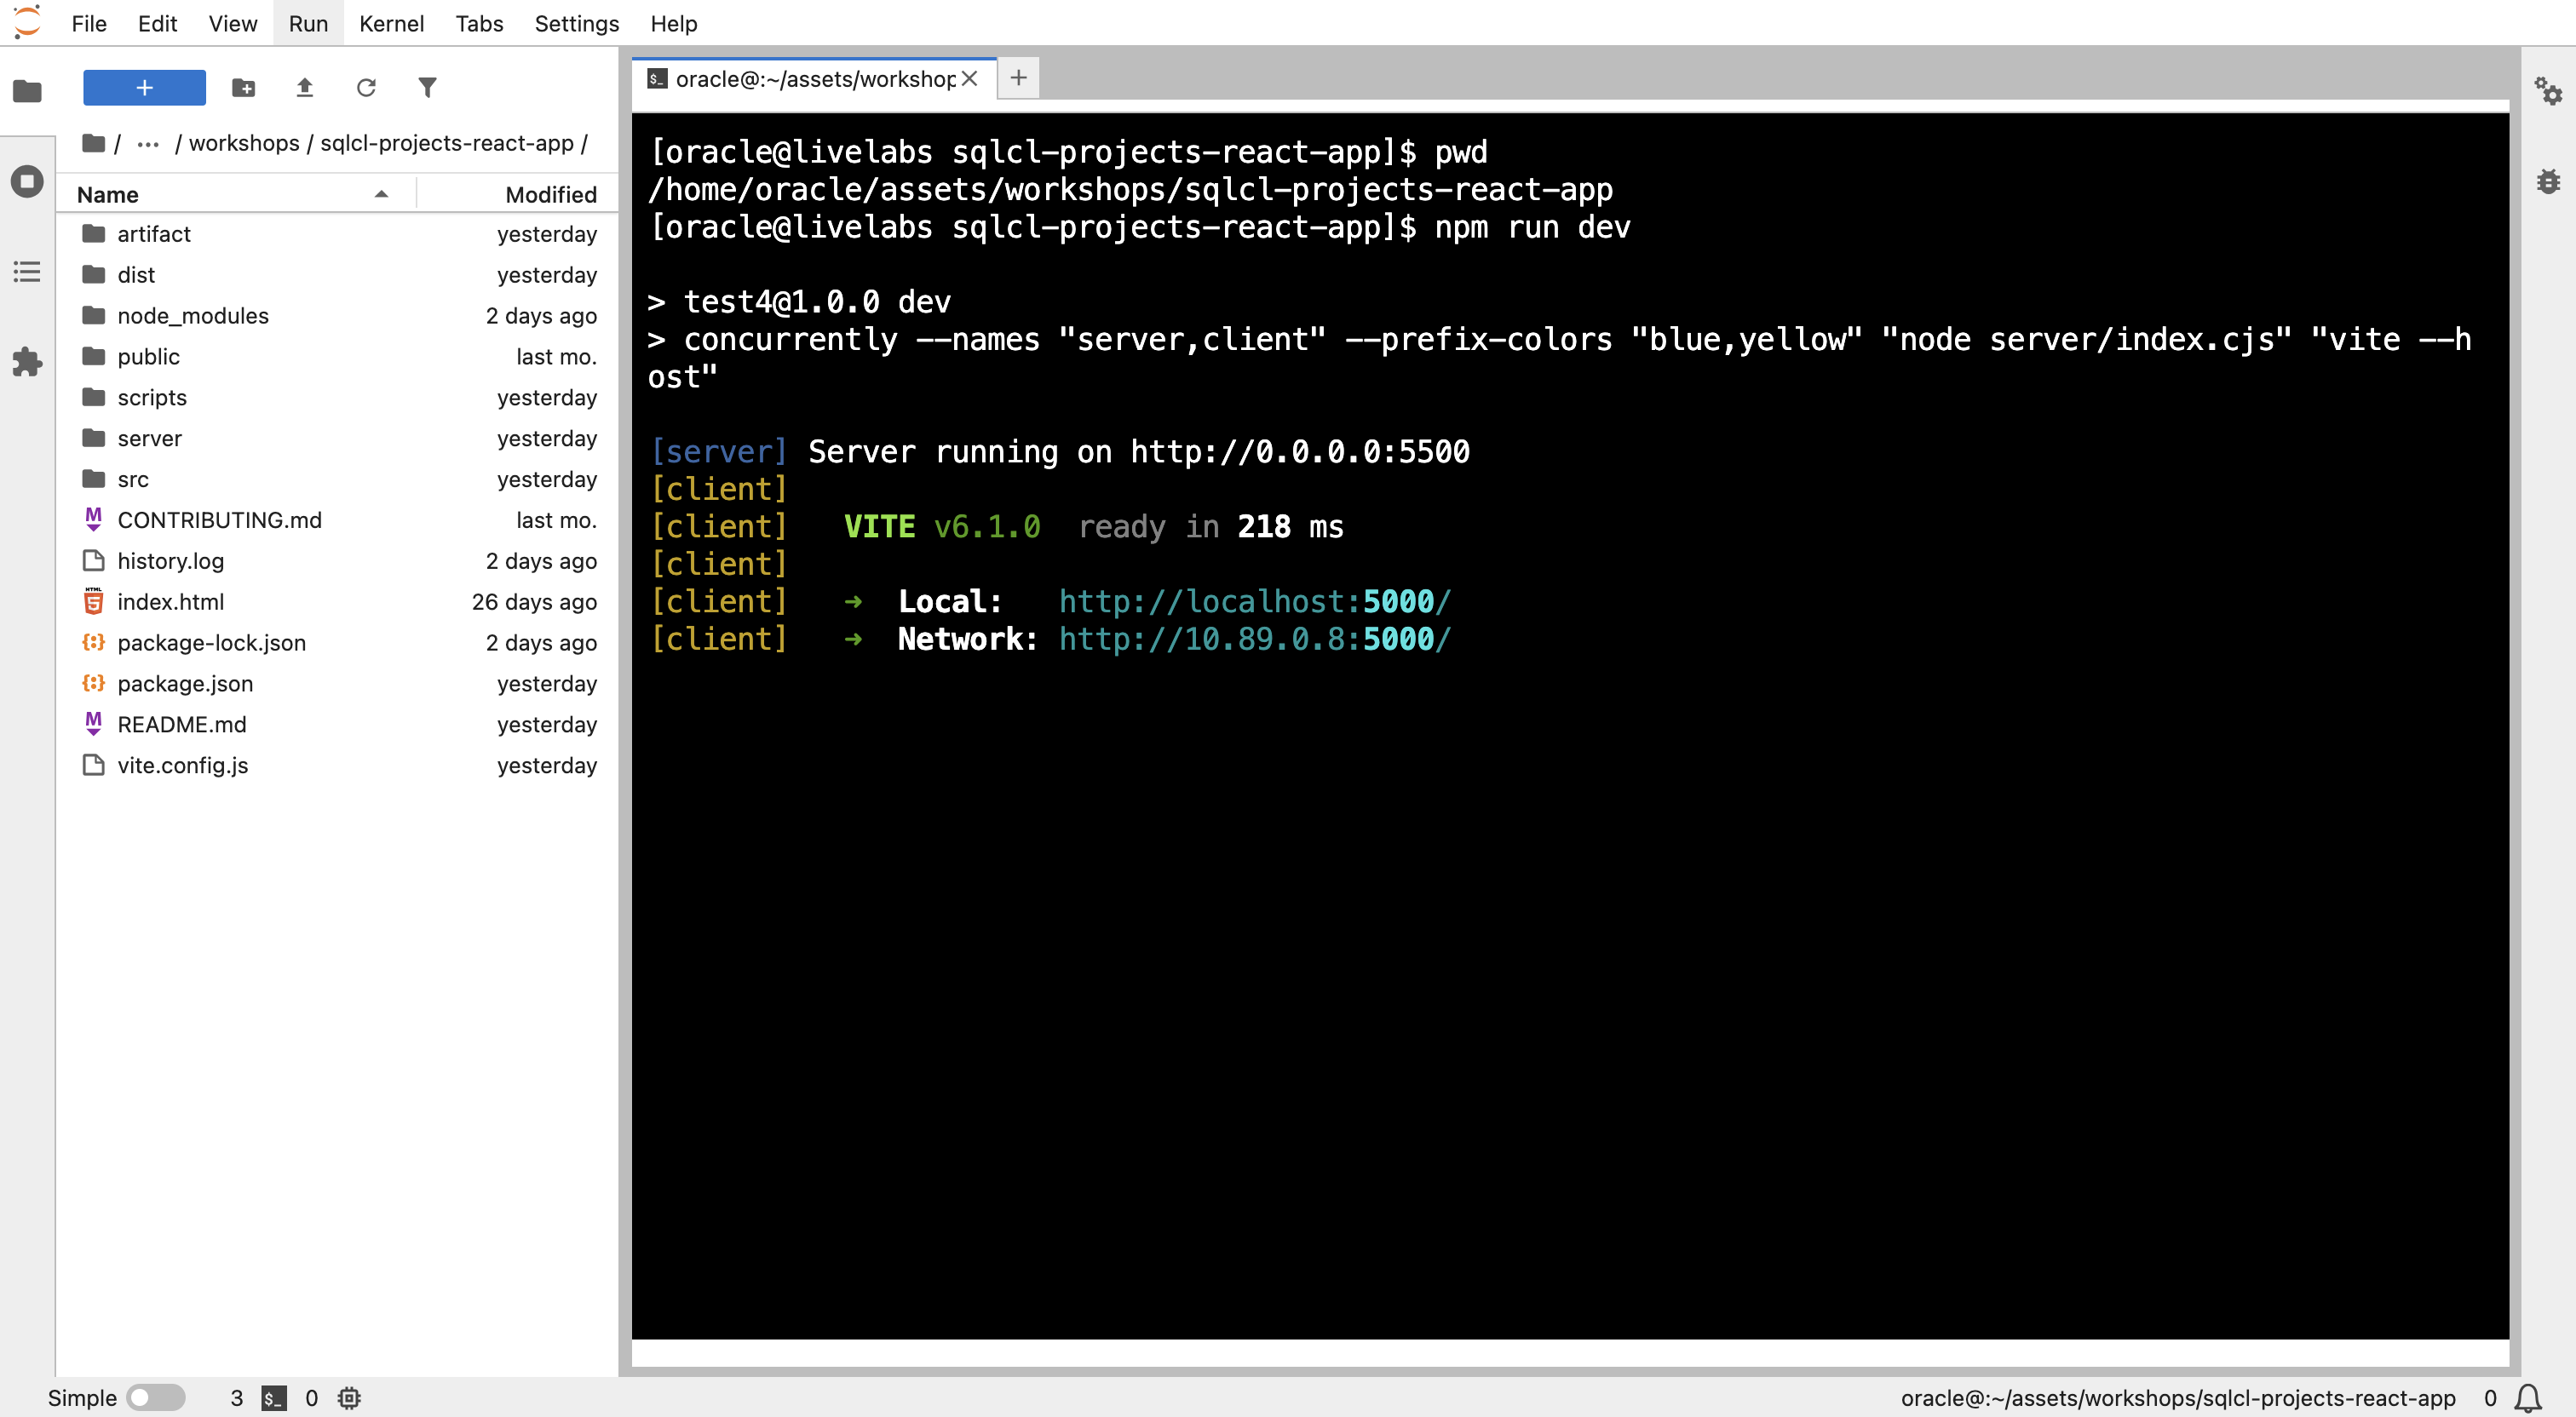 File Edit View Run Kernel Tabs Settings Help
+
/ ··· / workshops / sqlcl-projects-react-app /
Name Modified
artifact yesterday
dist yesterday
node_modules 2 days ago
public last mo.
scripts yesterday
server yesterday
src yesterday
CONTRIBUTING.md last mo.
history.log 2 days ago
index.html 26 days ago
package-lock.json 2 days ago
package.json yesterday
README.md yesterday
vite.config.js yesterday
oracle@:~/assets/workshop
[oracle@livelabs sqlcl-projects-react-app]$ pwd
/home/oracle/assets/workshops/sqlcl-projects-react-app
[oracle@livelabs sqlcl-projects-react-app]$ npm run dev
> test4@1.0.0 dev
> concurrently --names "server,client" --prefix-colors "blue,yellow" "node server/index.cjs" "vite --h
ost"
[server] Server running on http://0.0.0.0:5500
[client]
[client] VITE v6.1.0 ready in 218 ms
[client]
[client] ➜ Local: http://localhost:5000/
[client] ➜ Network: http://10.89.0.8:5000/
Simple 3 $_ 0
oracle@:~/assets/workshops/sqlcl-projects-react-app 0